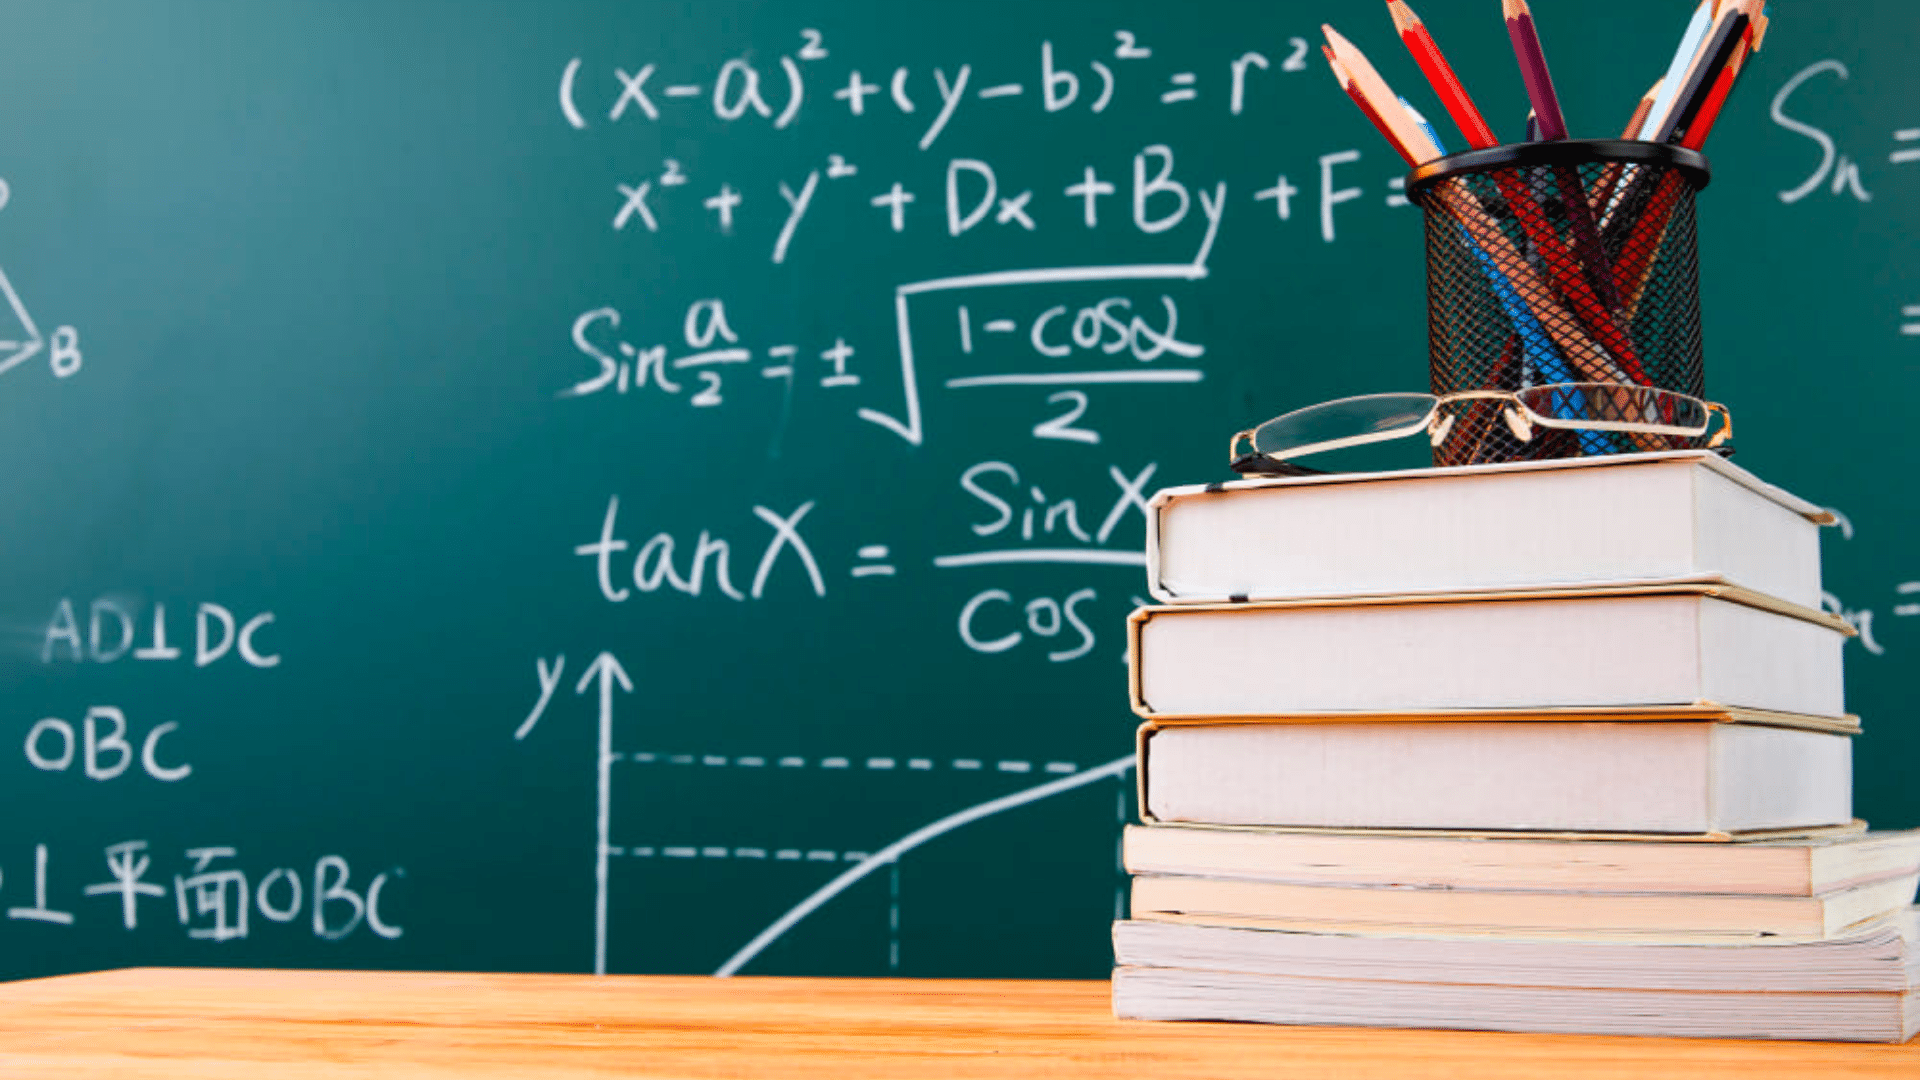 B
AD⊥DC
OBC
⊥平面OBC
(x-a)²+(y-b)²=r²
x²+y²+Dx+By+F=
Sin a/2 = ± √(1-cosα / 2)
tanX = SinX / Cos
y
Sn =
=
=